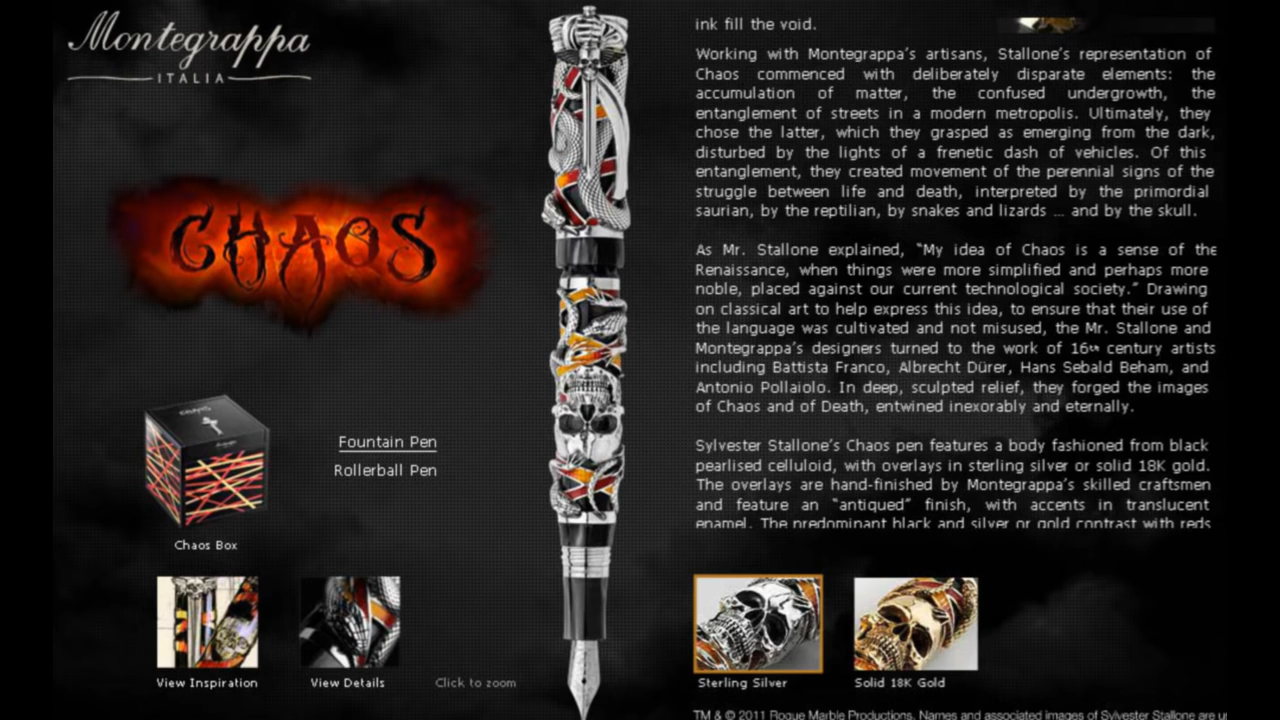 Montegrappa
ITALIA
CHAOS
Fountain Pen
Rollerball Pen
CHAOS
Chaos Box
View Inspiration
View Details
Click to zoom
ink fill the void.
Working with Montegrappa's artisans, Stallone's representation of
Chaos commenced with deliberately disparate elements: the
accumulation of matter, the confused undergrowth, the
entanglement of streets in a modern metropolis. Ultimately, they
chose the latter, which they grasped as emerging from the dark,
disturbed by the lights of a frenetic dash of vehicles. Of this
entanglement, they created movement of the perennial signs of the
struggle between life and death, interpreted by the primordial
saurian, by the reptilian, by snakes and lizards ... and by the skull.
As Mr. Stallone explained, "My idea of Chaos is a sense of the
Renaissance, when things were more simplified and perhaps more
noble, placed against our current technological society." Drawing
on classical art to help express this idea, to ensure that their use of
the language was cultivated and not misused, the Mr. Stallone and
Montegrappa's designers turned to the work of 16th century artists
including Battista Franco, Albrecht Dürer, Hans Sebald Beham, and
Antonio Pollaiolo. In deep, sculpted relief, they forged the images
of Chaos and of Death, entwined inexorably and eternally.
Sylvester Stallone's Chaos pen features a body fashioned from black
pearlised celluloid, with overlays in sterling silver or solid 18K gold.
The overlays are hand-finished by Montegrappa's skilled craftsmen
and feature an "antiqued" finish, with accents in translucent
enamel. The predominant black and silver or gold contrast with reds
Sterling Silver
Solid 18K Gold
TM & © 2011 Rogue Marble Productions. Names and associated images of Sylvester Stallone are u